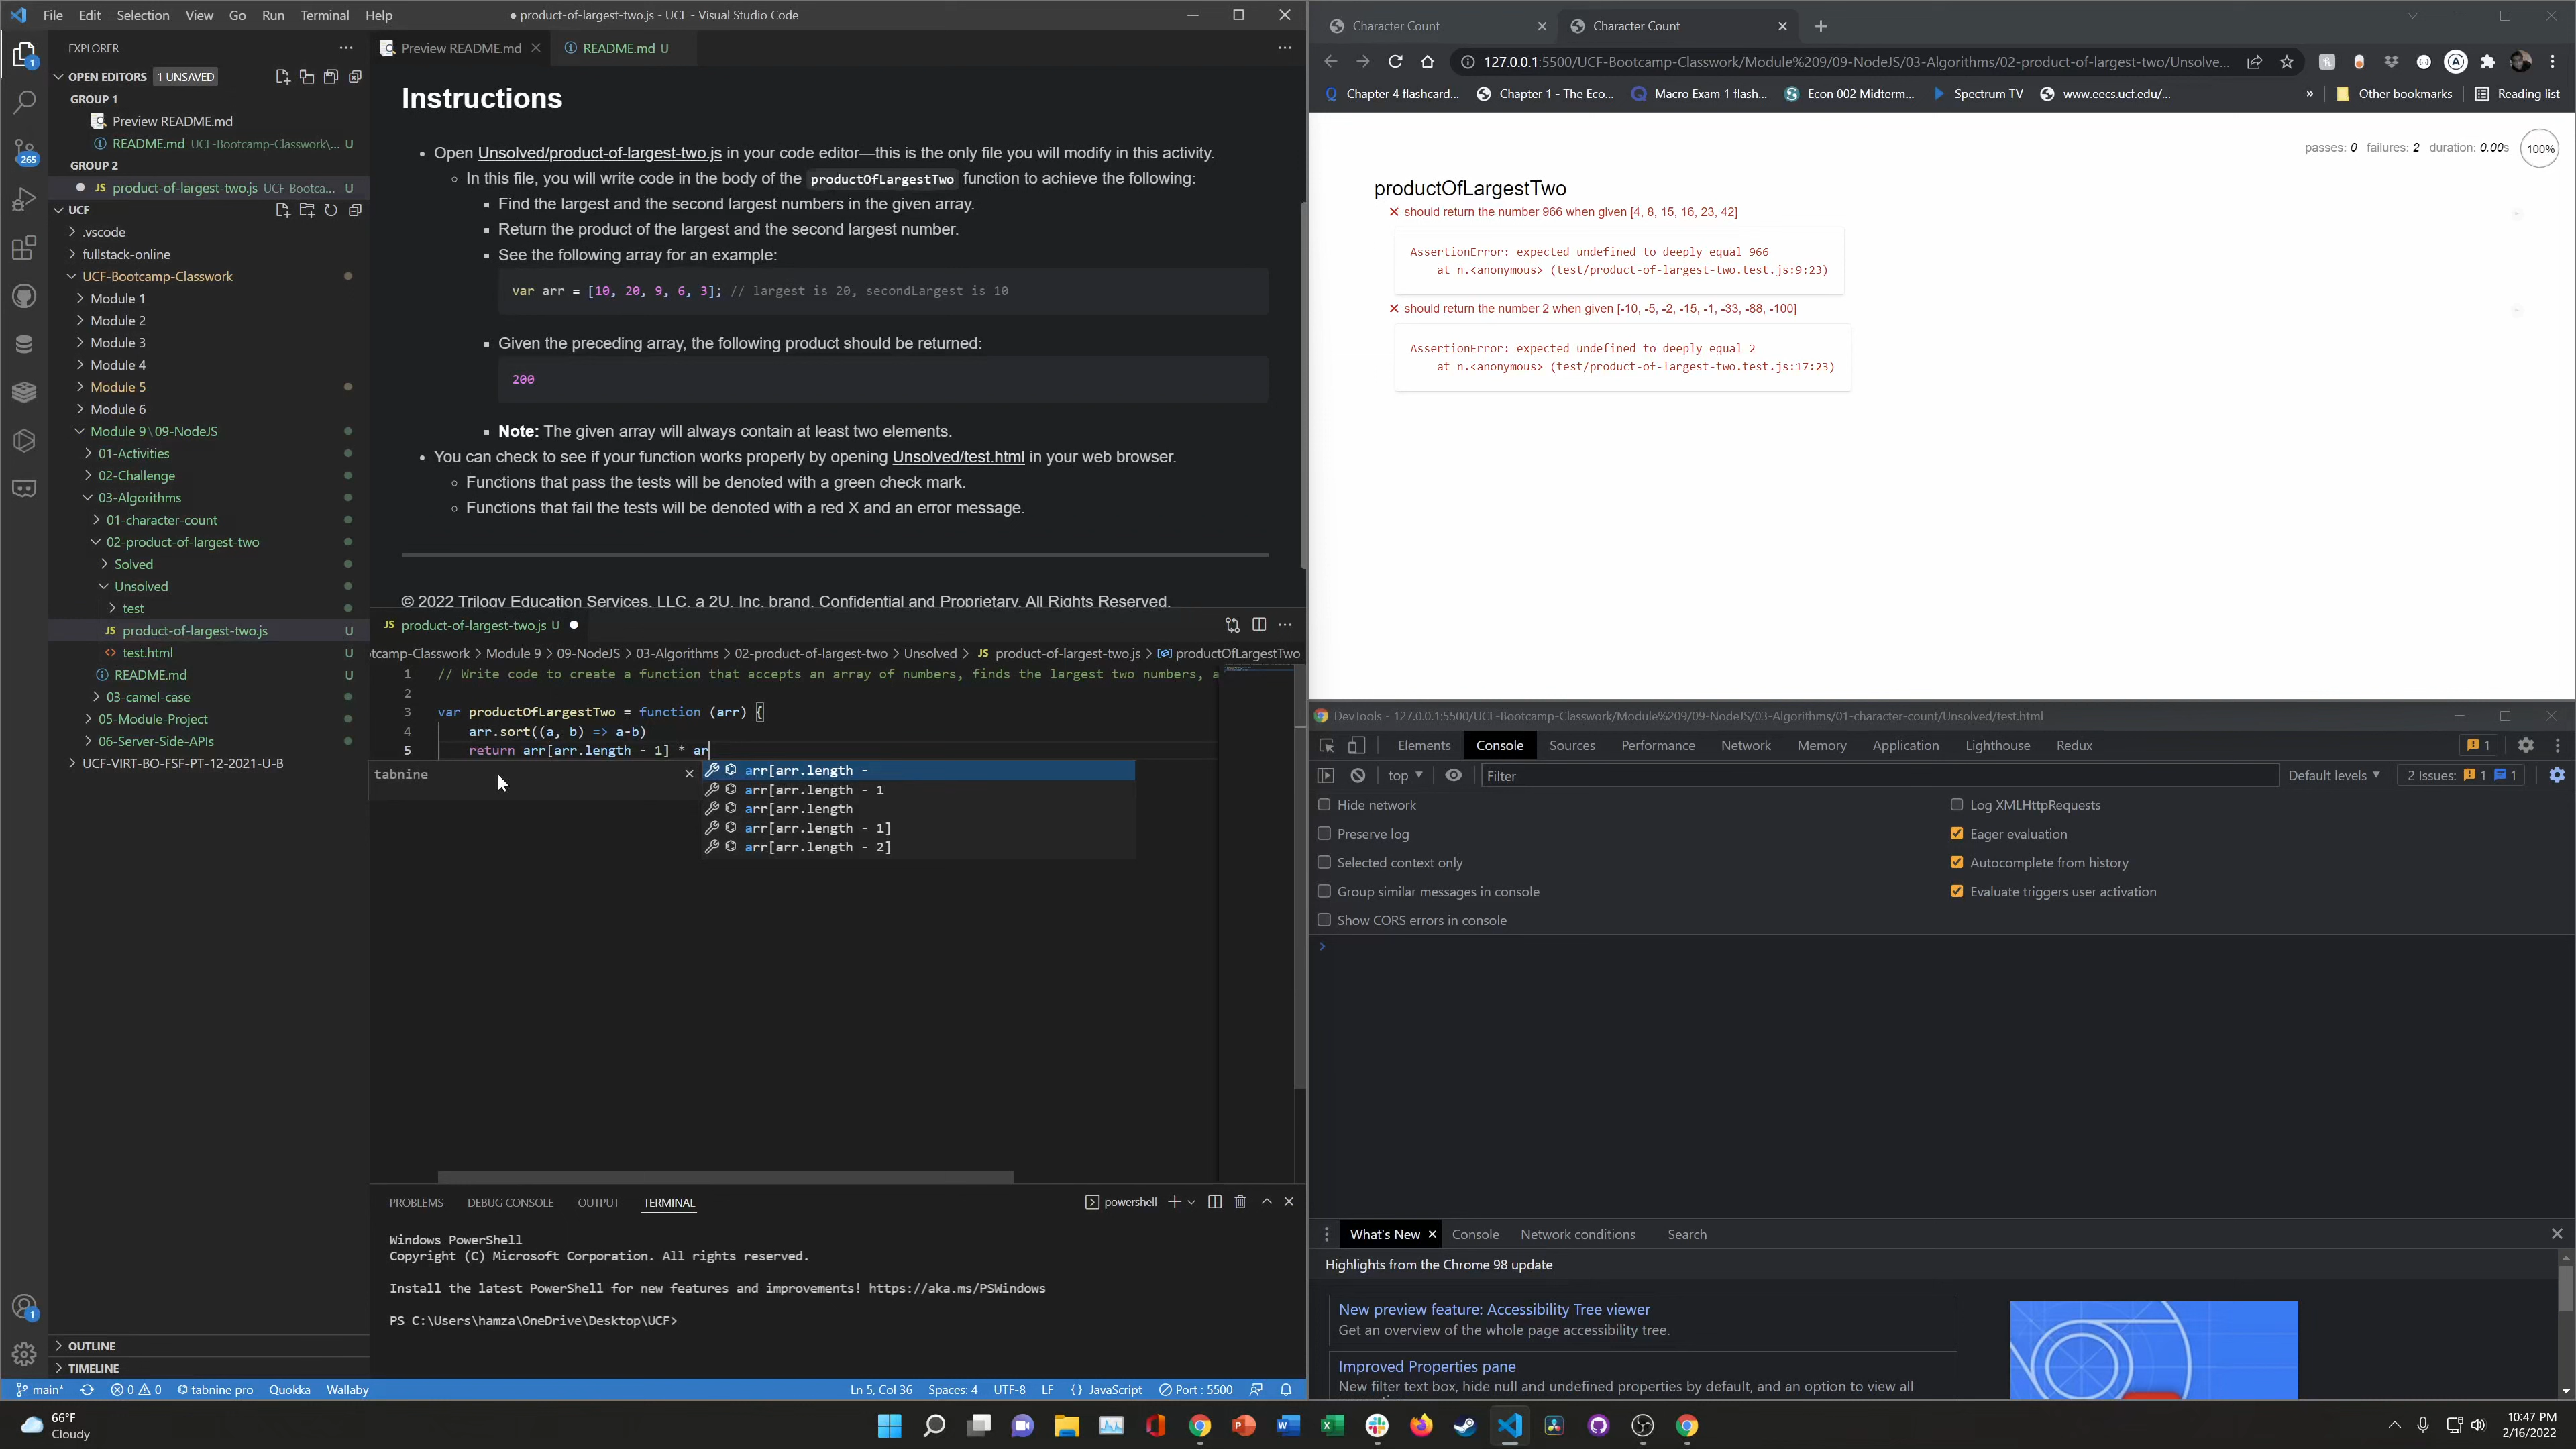 File Edit Selection View Go Run Terminal Help
● product-of-largest-two.js - UCF - Visual Studio Code
EXPLORER
OPEN EDITORS 1 UNSAVED
GROUP 1
Preview README.md
README.md UCF-Bootcamp-Classwork\... U
GROUP 2
JS product-of-largest-two.js UCF-Bootca... U
UCF
.vscode
fullstack-online
UCF-Bootcamp-Classwork
Module 1
Module 2
Module 3
Module 4
Module 5
Module 6
Module 9\09-NodeJS
01-Activities
02-Challenge
03-Algorithms
01-character-count
02-product-of-largest-two
Solved
Unsolved
test
JS product-of-largest-two.js U
<> test.html U
README.md U
03-camel-case
05-Module-Project
06-Server-Side-APIs
UCF-VIRT-BO-FSF-PT-12-2021-U-B
OUTLINE
TIMELINE
1
265
1
Preview README.md
README.md U
Instructions
• Open Unsolved/product-of-largest-two.js in your code editor—this is the only file you will modify in this activity.
In this file, you will write code in the body of the productOfLargestTwo function to achieve the following:
Find the largest and the second largest numbers in the given array.
Return the product of the largest and the second largest number.
See the following array for an example:
var arr = [10, 20, 9, 6, 3]; // largest is 20, secondLargest is 10
Given the preceding array, the following product should be returned:
200
Note: The given array will always contain at least two elements.
• You can check to see if your function works properly by opening Unsolved/test.html in your web browser.
Functions that pass the tests will be denoted with a green check mark.
Functions that fail the tests will be denoted with a red X and an error message.
© 2022 Trilogy Education Services, LLC, a 2U, Inc. brand. Confidential and Proprietary. All Rights Reserved.
JS product-of-largest-two.js U ●
otcamp-Classwork > Module 9 > 09-NodeJS > 03-Algorithms > 02-product-of-largest-two > Unsolved > JS product-of-largest-two.js > productOfLargestTwo
1 // Write code to create a function that accepts an array of numbers, finds the largest two numbers, a
2
3 var productOfLargestTwo = function (arr) {
4 arr.sort((a, b) => a-b)
5 return arr[arr.length - 1] * ar
tabnine
arr[arr.length -
arr[arr.length - 1
arr[arr.length
arr[arr.length - 1]
arr[arr.length - 2]
PROBLEMS DEBUG CONSOLE OUTPUT TERMINAL
powershell
Windows PowerShell
Copyright (C) Microsoft Corporation. All rights reserved.
Install the latest PowerShell for new features and improvements! https://aka.ms/PSWindows
PS C:\Users\hamza\OneDrive\Desktop\UCF>
main* 0 0 tabnine pro Quokka Wallaby
Ln 5, Col 36 Spaces: 4 UTF-8 LF {} JavaScript Port : 5500
Character Count
Character Count
127.0.0.1:5500/UCF-Bootcamp-Classwork/Module%209/09-NodeJS/03-Algorithms/02-product-of-largest-two/Unsolve...
Chapter 4 flashcard... Chapter 1 - The Eco... Macro Exam 1 flash... Econ 002 Midterm... Spectrum TV www.eecs.ucf.edu/... » Other bookmarks Reading list
passes: 0 failures: 2 duration: 0.00s 100%
productOfLargestTwo
should return the number 966 when given [4, 8, 15, 16, 23, 42]
AssertionError: expected undefined to deeply equal 966
at n.<anonymous> (test/product-of-largest-two.test.js:9:23)
should return the number 2 when given [-10, -5, -2, -15, -1, -33, -88, -100]
AssertionError: expected undefined to deeply equal 2
at n.<anonymous> (test/product-of-largest-two.test.js:17:23)
DevTools - 127.0.0.1:5500/UCF-Bootcamp-Classwork/Module%209/09-NodeJS/03-Algorithms/01-character-count/Unsolved/test.html
Elements Console Sources Performance Network Memory Application Lighthouse Redux 1
top Filter Default levels 2 Issues: 1 1
Hide network
Log XMLHttpRequests
Preserve log
Eager evaluation
Selected context only
Autocomplete from history
Group similar messages in console
Evaluate triggers user activation
Show CORS errors in console
What's New Console Network conditions Search
Highlights from the Chrome 98 update
New preview feature: Accessibility Tree viewer
Get an overview of the whole page accessibility tree.
Improved Properties pane
New filter text box, hide null and undefined properties by default, and an option to view all
66°F
Cloudy
10:47 PM
2/16/2022